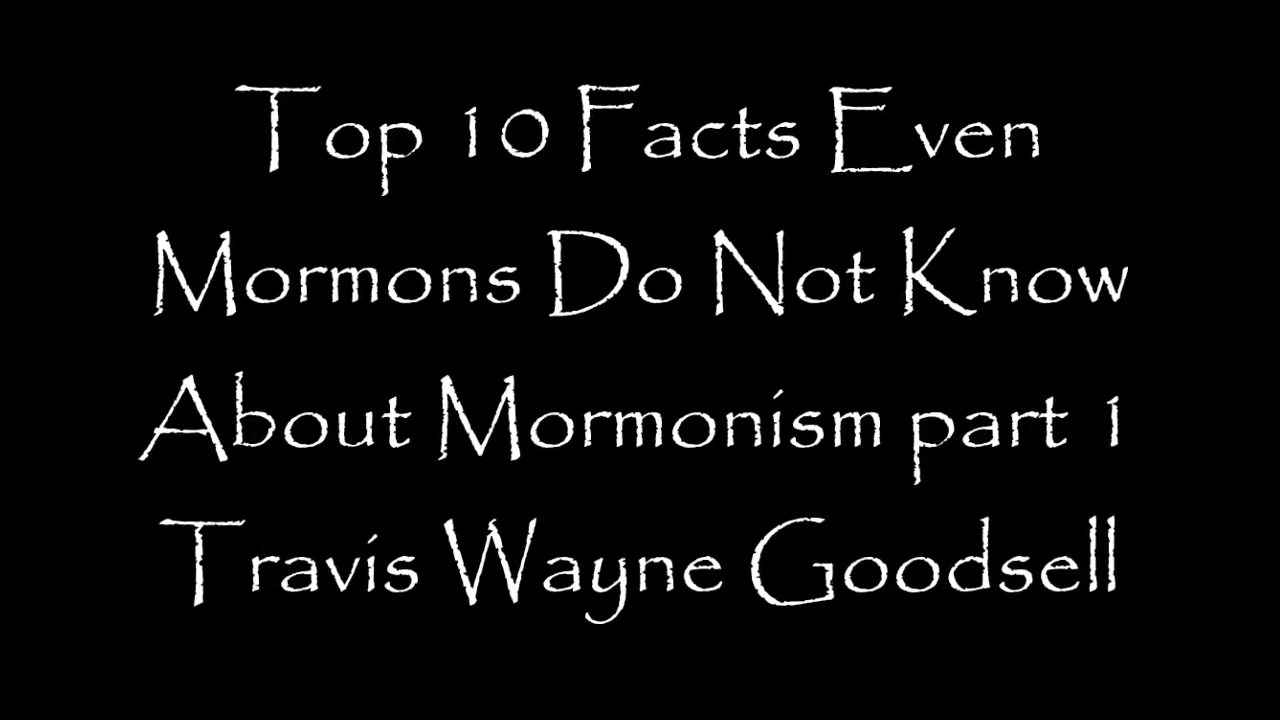 Top 10 Facts Even
Mormons Do Not Know
About Mormonism part 1
Travis Wayne Goodsell